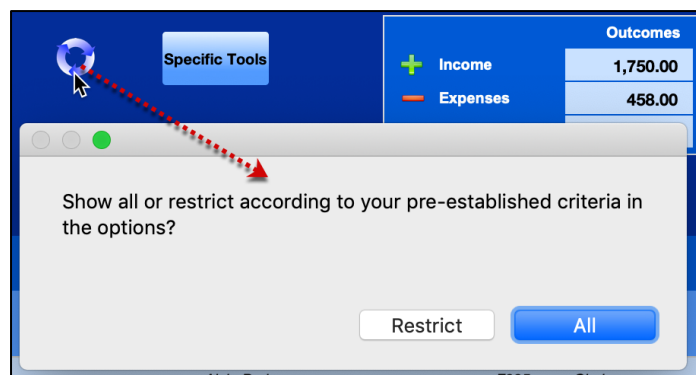 Outcomes
Specific Tools
Income 1,750.00
Expenses 458.00
Show all or restrict according to your pre-established criteria in
the options?
Restrict All